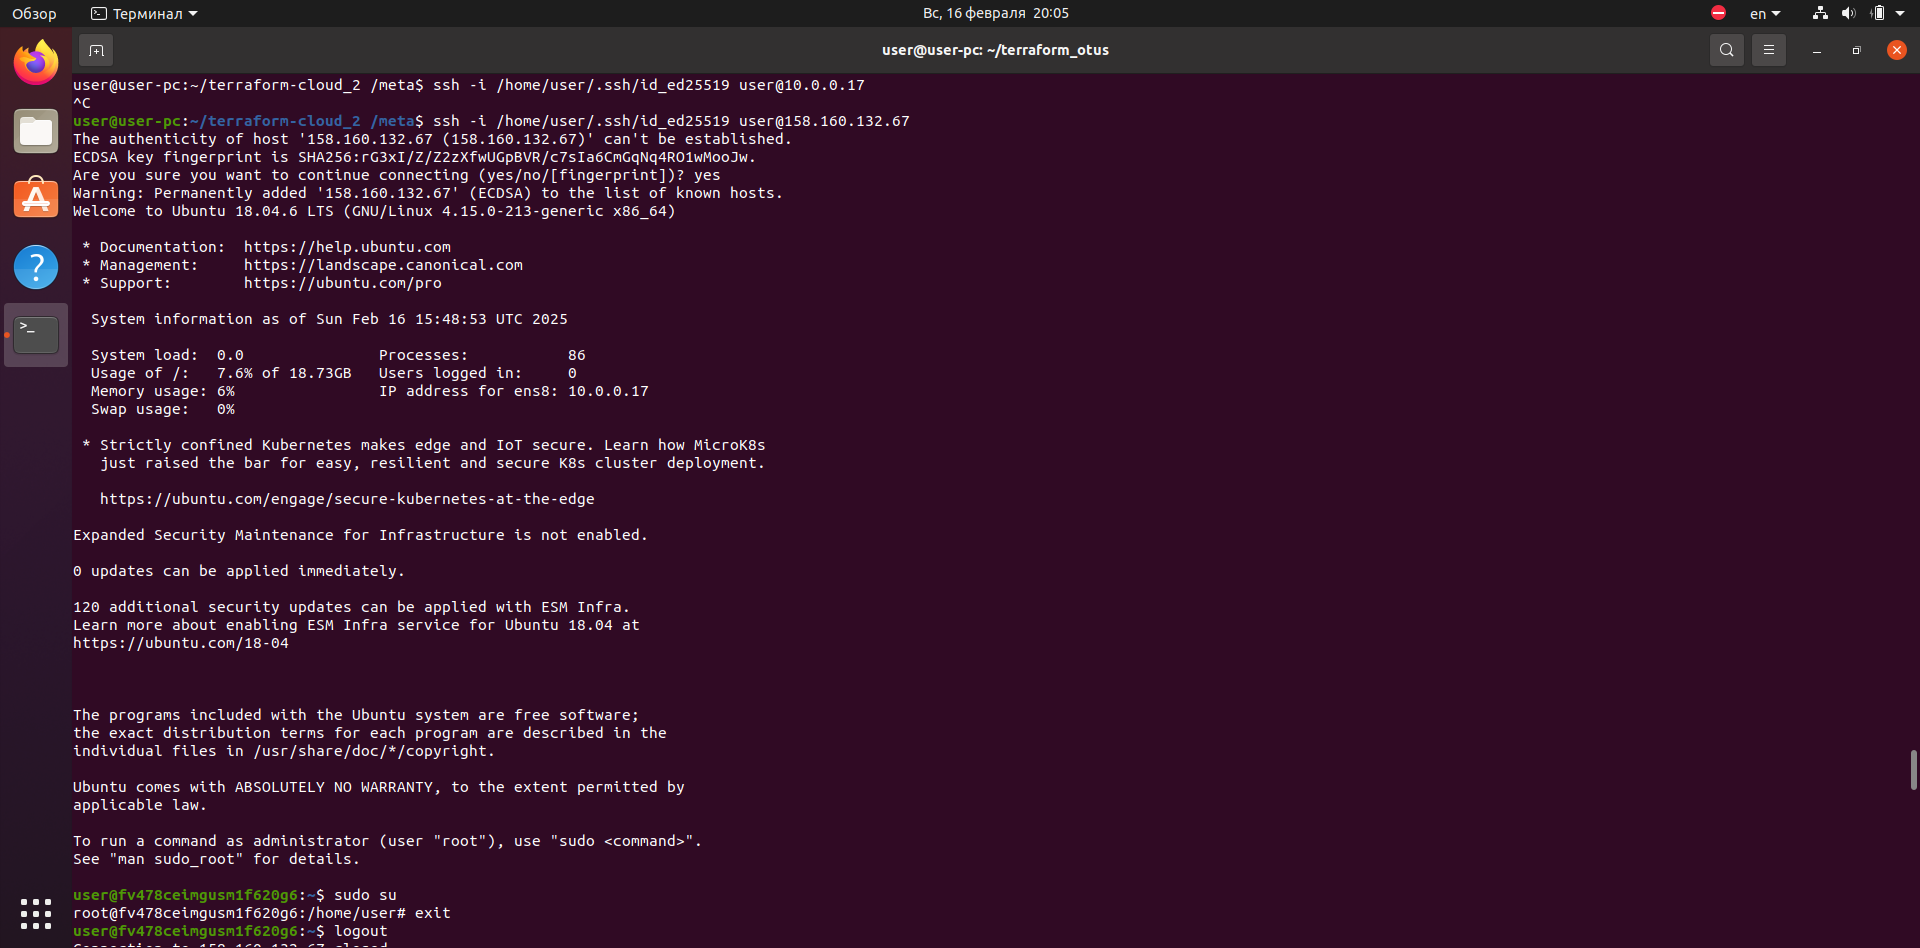 Обзор
Терминал
Вс, 16 февраля 20:05
en
user@user-pc: ~/terraform_otus
user@user-pc:~/terraform-cloud_2 /meta$ ssh -i /home/user/.ssh/id_ed25519 user@10.0.0.17
^C
user@user-pc:~/terraform-cloud_2 /meta$ ssh -i /home/user/.ssh/id_ed25519 user@158.160.132.67
The authenticity of host '158.160.132.67 (158.160.132.67)' can't be established.
ECDSA key fingerprint is SHA256:rG3xI/Z/Z2zXfwUGpBVR/c7sIa6CmGqNq4RO1wMooJw.
Are you sure you want to continue connecting (yes/no/[fingerprint])? yes
Warning: Permanently added '158.160.132.67' (ECDSA) to the list of known hosts.
Welcome to Ubuntu 18.04.6 LTS (GNU/Linux 4.15.0-213-generic x86_64)
* Documentation:  https://help.ubuntu.com
* Management:     https://landscape.canonical.com
* Support:        https://ubuntu.com/pro
System information as of Sun Feb 16 15:48:53 UTC 2025
System load:  0.0               Processes:           86
Usage of /:   7.6% of 18.73GB   Users logged in:     0
Memory usage: 6%                IP address for ens8: 10.0.0.17
Swap usage:   0%
* Strictly confined Kubernetes makes edge and IoT secure. Learn how MicroK8s
just raised the bar for easy, resilient and secure K8s cluster deployment.
https://ubuntu.com/engage/secure-kubernetes-at-the-edge
Expanded Security Maintenance for Infrastructure is not enabled.
0 updates can be applied immediately.
120 additional security updates can be applied with ESM Infra.
Learn more about enabling ESM Infra service for Ubuntu 18.04 at
https://ubuntu.com/18-04
The programs included with the Ubuntu system are free software;
the exact distribution terms for each program are described in the
individual files in /usr/share/doc/*/copyright.
Ubuntu comes with ABSOLUTELY NO WARRANTY, to the extent permitted by
applicable law.
To run a command as administrator (user "root"), use "sudo <command>".
See "man sudo_root" for details.
user@fv478ceimgusm1f620g6:~$ sudo su
root@fv478ceimgusm1f620g6:/home/user# exit
user@fv478ceimgusm1f620g6:~$ logout
Connection to 158.160.132.67 closed